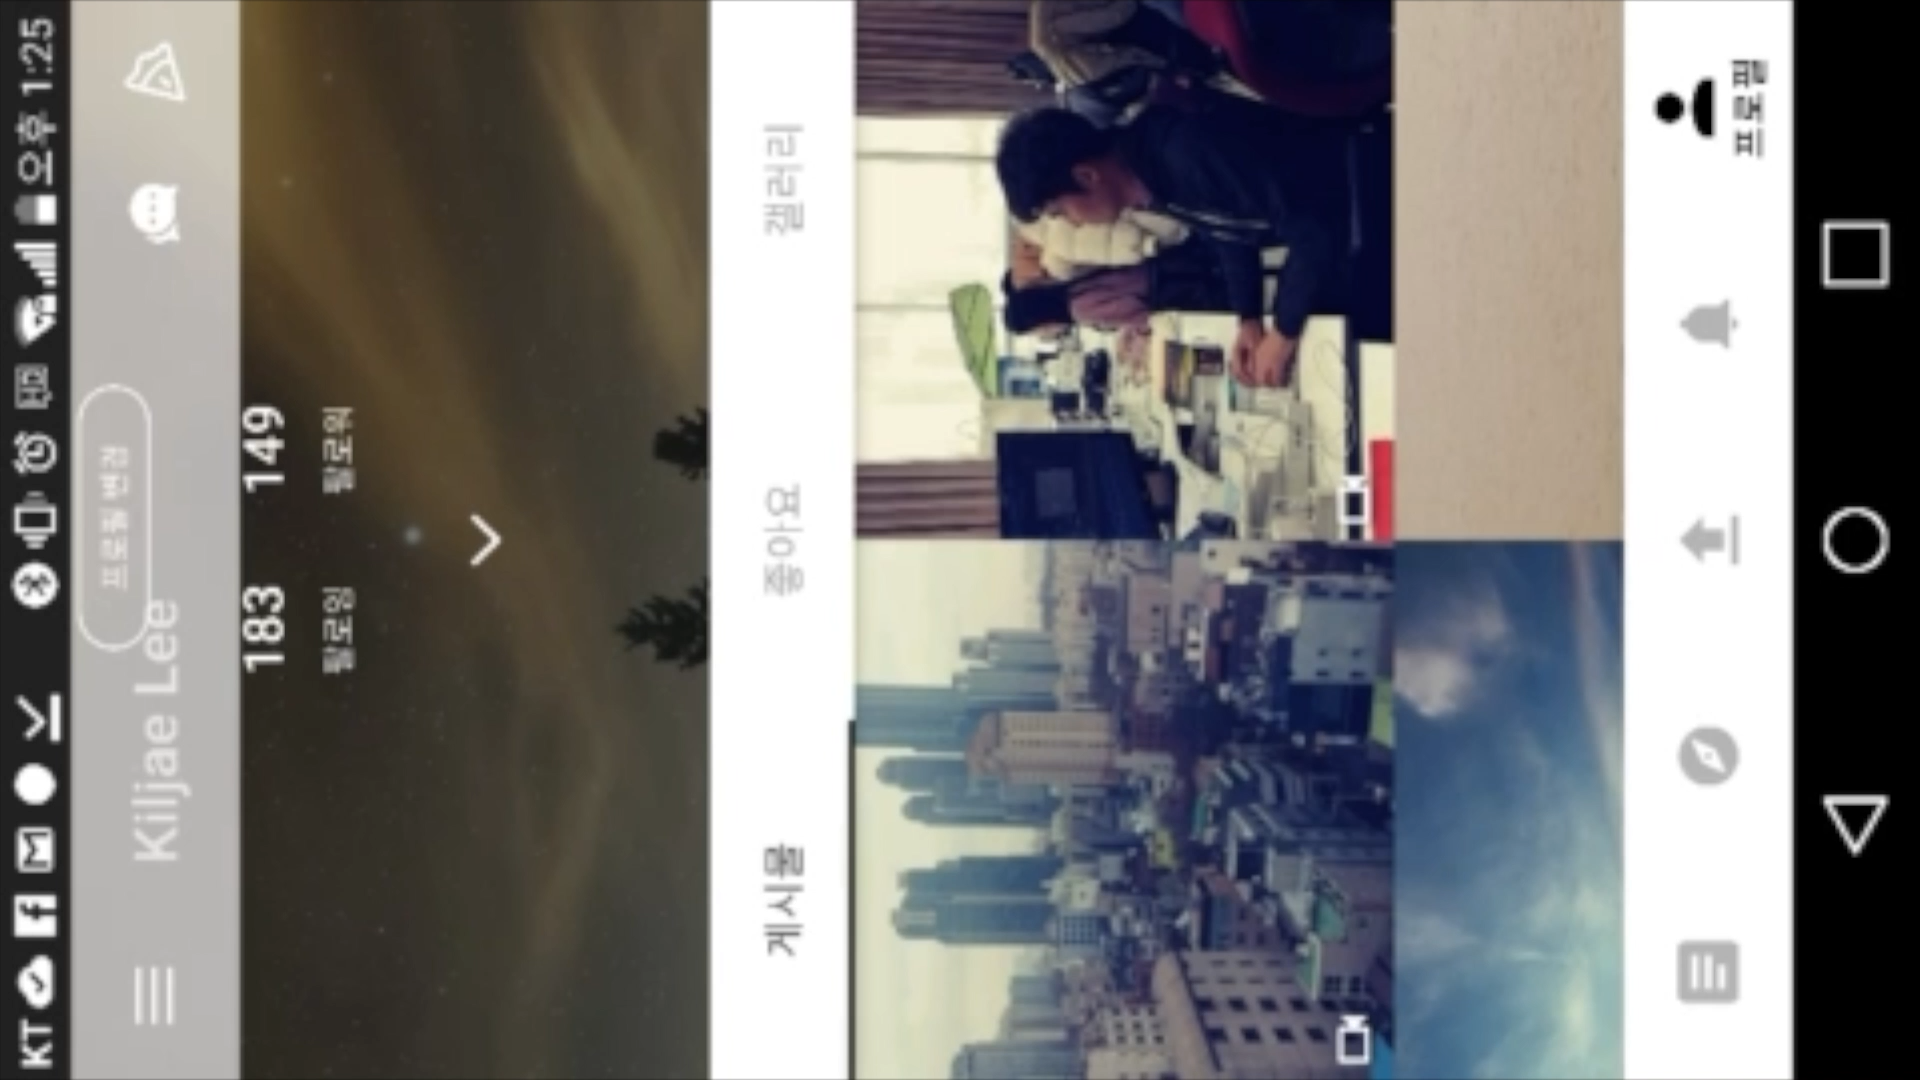 KT 오후 1:25
프로필 변경
Kiljae Lee
183 149
팔로잉 팔로워
게시물 좋아요 갤러리
프로필